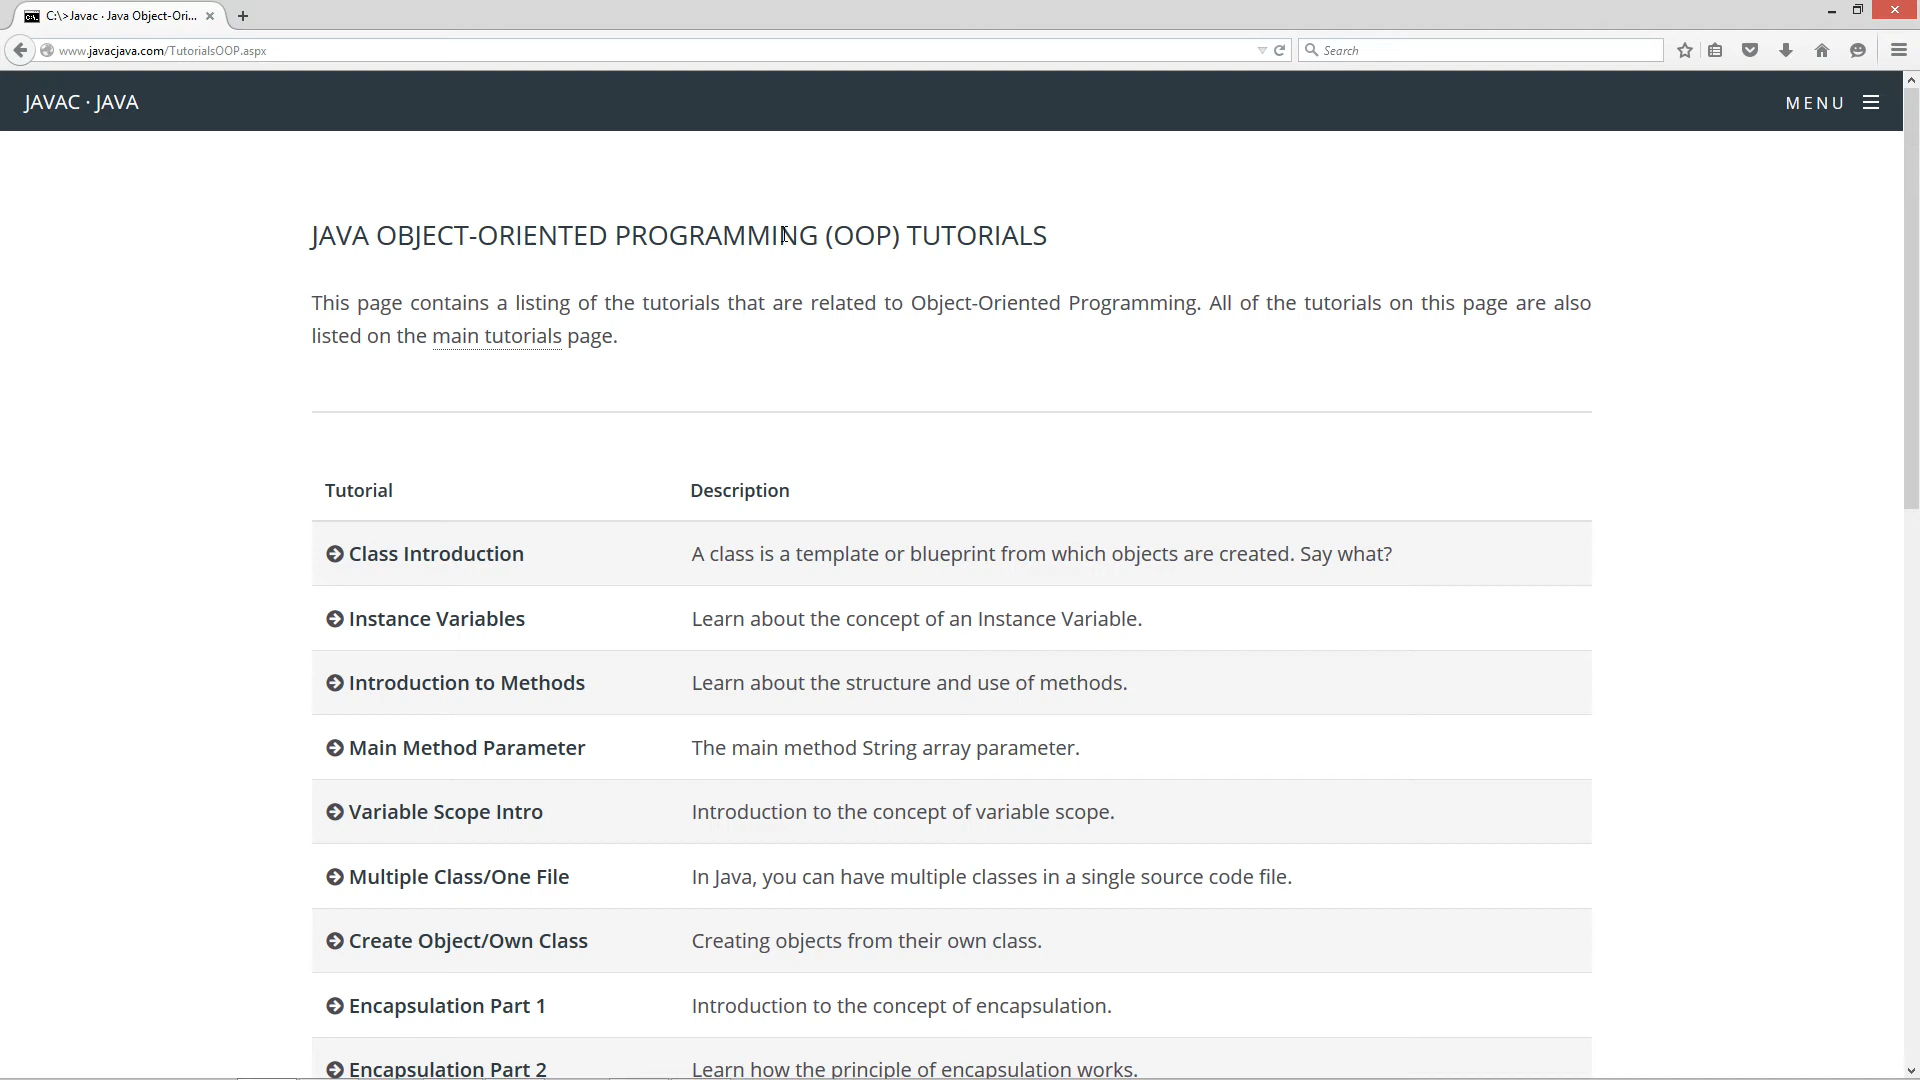 C:\>Javac · Java Object-Ori...
www.javacjava.com/TutorialsOOP.aspx
Search
JAVAC · JAVA
MENU
JAVA OBJECT-ORIENTED PROGRAMMING (OOP) TUTORIALS
This page contains a listing of the tutorials that are related to Object-Oriented Programming. All of the tutorials on this page are also
listed on the main tutorials page.
Tutorial Description
Class Introduction A class is a template or blueprint from which objects are created. Say what?
Instance Variables Learn about the concept of an Instance Variable.
Introduction to Methods Learn about the structure and use of methods.
Main Method Parameter The main method String array parameter.
Variable Scope Intro Introduction to the concept of variable scope.
Multiple Class/One File In Java, you can have multiple classes in a single source code file.
Create Object/Own Class Creating objects from their own class.
Encapsulation Part 1 Introduction to the concept of encapsulation.
Encapsulation Part 2 Learn how the principle of encapsulation works.